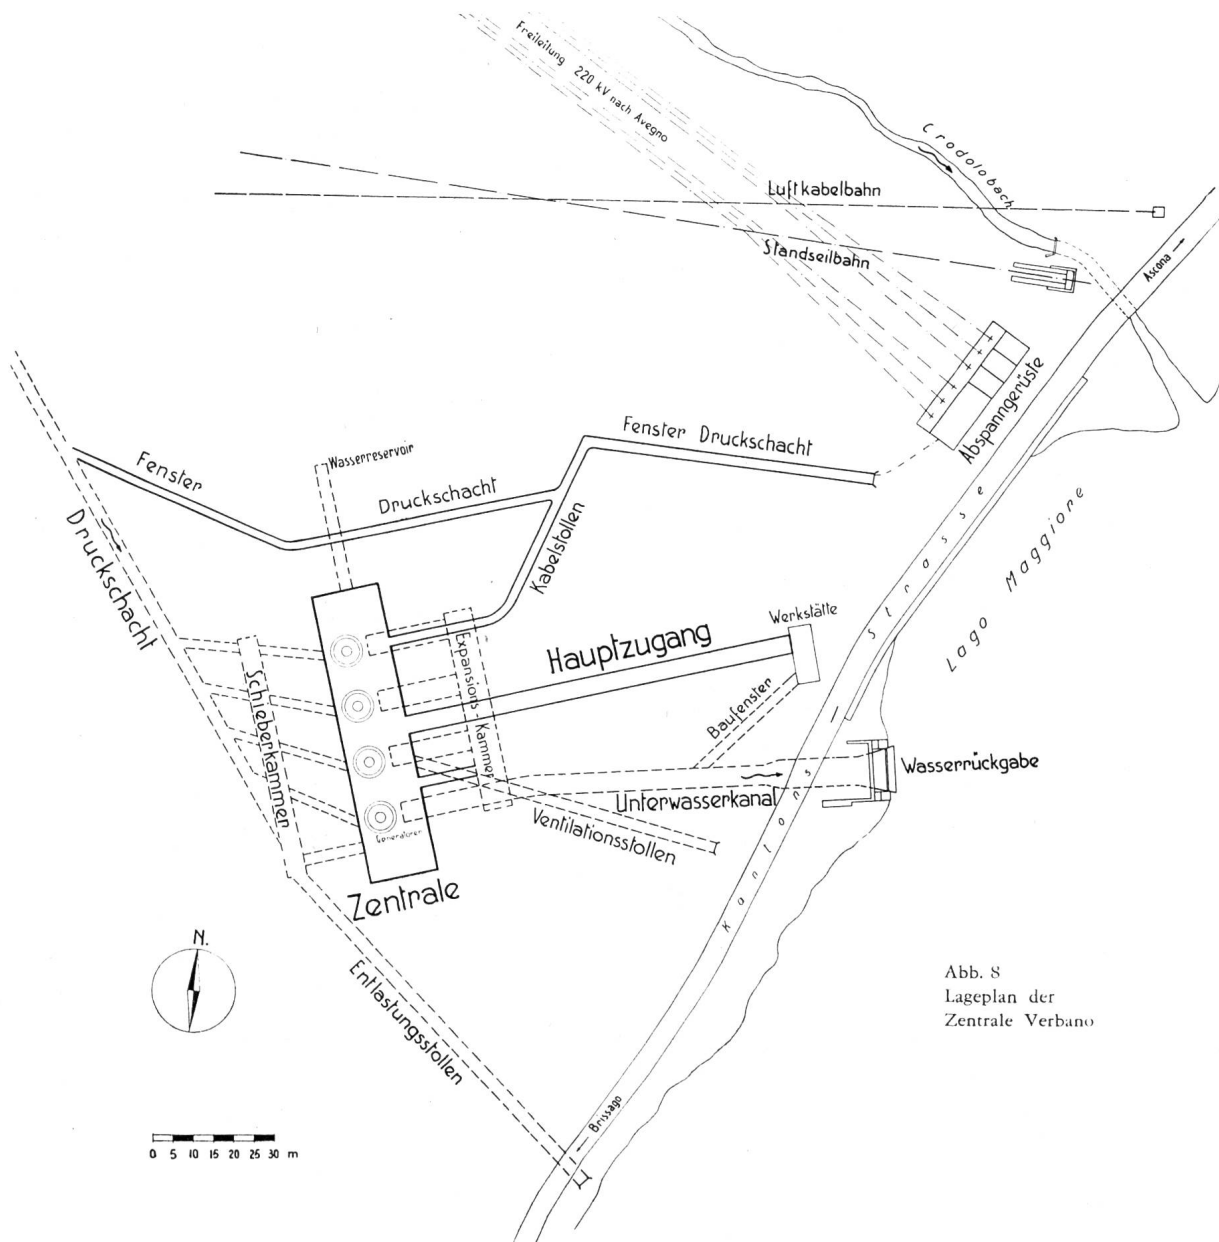 Freileitung 220 kV nach Avegno
Crodolobach
Luftkabelbahn
Standseilbahn
Ascona
Abspanngerüste
Fenster Druckschacht
Wasserreservoir
Fenster
Druckschacht
Kabelstollen
Druckschacht
Lago Maggiore
Kantonsstrasse
Werkstätte
Hauptzugang
Expansions-Kammer
Schieberkammer
Baufenster
Wasserrückgabe
Unterwasserkanal
Ventilationsstollen
Generatoren
Zentrale
N.
Entlastungsstollen
Brissago
Abb. 8
Lageplan der
Zentrale Verbano
0 5 10 15 20 25 30 m